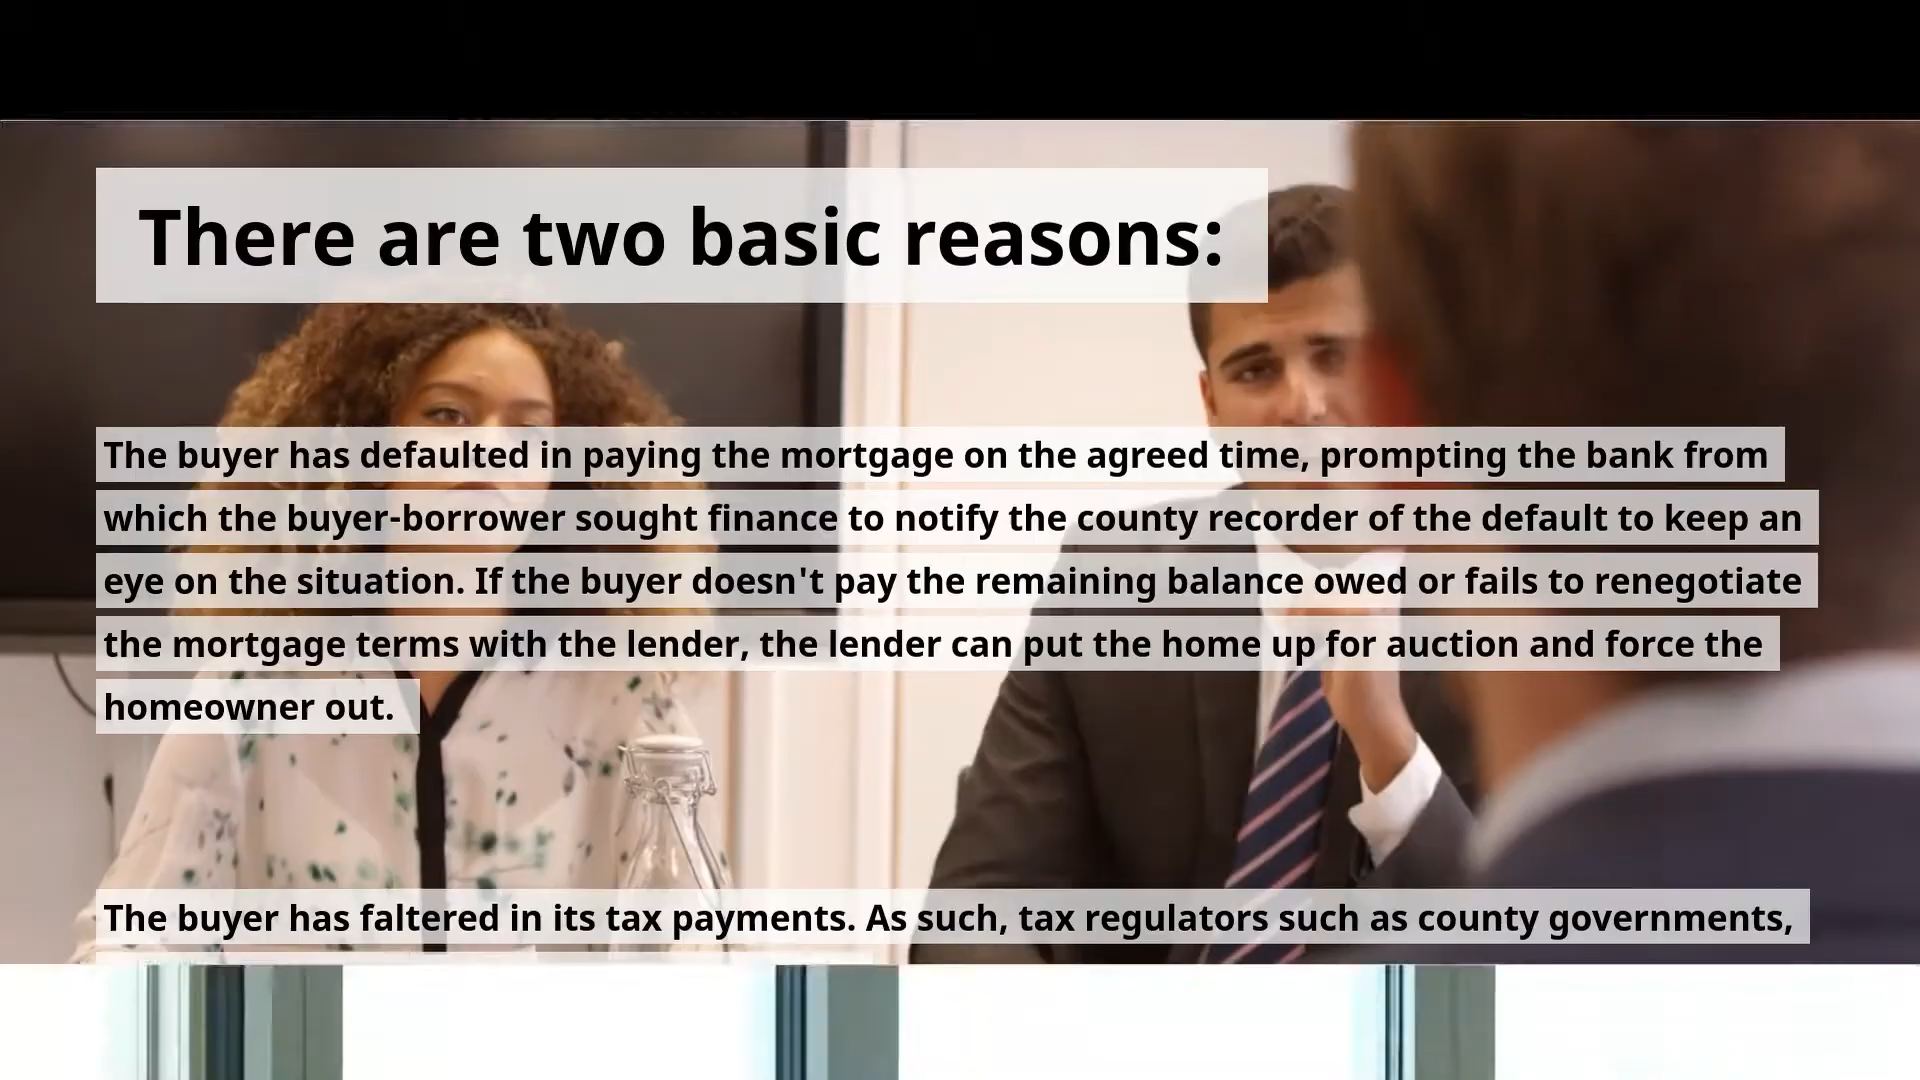 There are two basic reasons:
The buyer has defaulted in paying the mortgage on the agreed time, prompting the bank from
which the buyer-borrower sought finance to notify the county recorder of the default to keep an
eye on the situation. If the buyer doesn't pay the remaining balance owed or fails to renegotiate
the mortgage terms with the lender, the lender can put the home up for auction and force the
homeowner out.
The buyer has faltered in its tax payments. As such, tax regulators such as county governments,